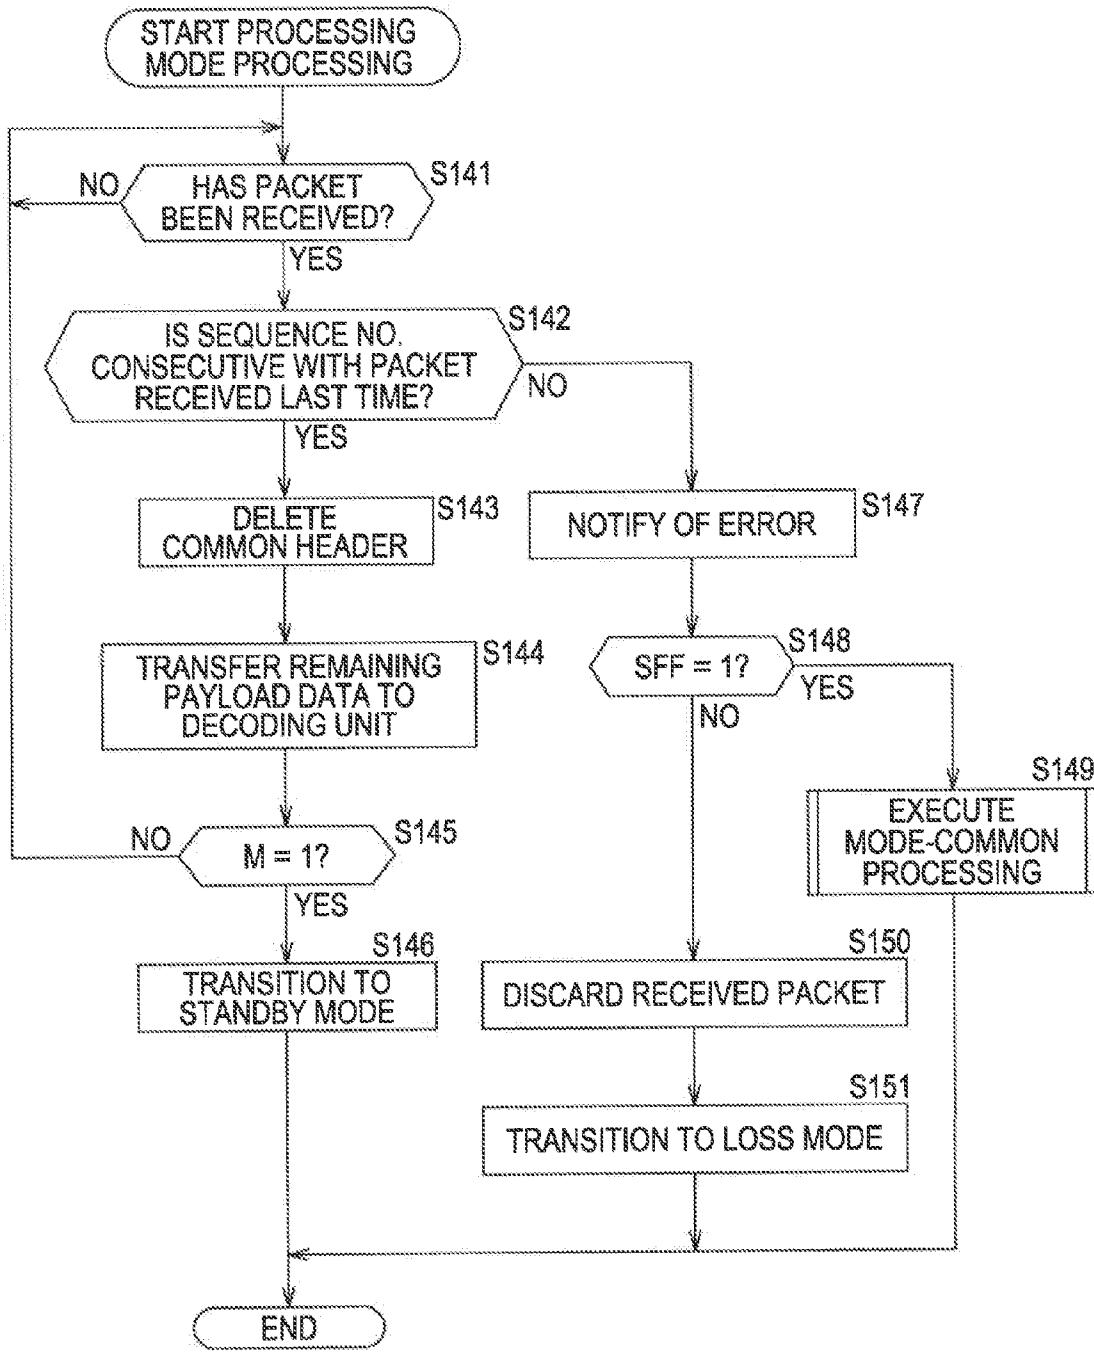 START PROCESSING
MODE PROCESSING
S141
NO
HAS PACKET
BEEN RECEIVED?
YES
S142
IS SEQUENCE NO.
CONSECUTIVE WITH PACKET
RECEIVED LAST TIME?
NO
YES
S143
DELETE
COMMON HEADER
S147
NOTIFY OF ERROR
S144
TRANSFER REMAINING
PAYLOAD DATA TO
DECODING UNIT
S148
SFF = 1?
YES
NO
S149
EXECUTE
MODE-COMMON
PROCESSING
S145
NO
M = 1?
YES
S146
TRANSITION TO
STANDBY MODE
S150
DISCARD RECEIVED PACKET
S151
TRANSITION TO LOSS MODE
END